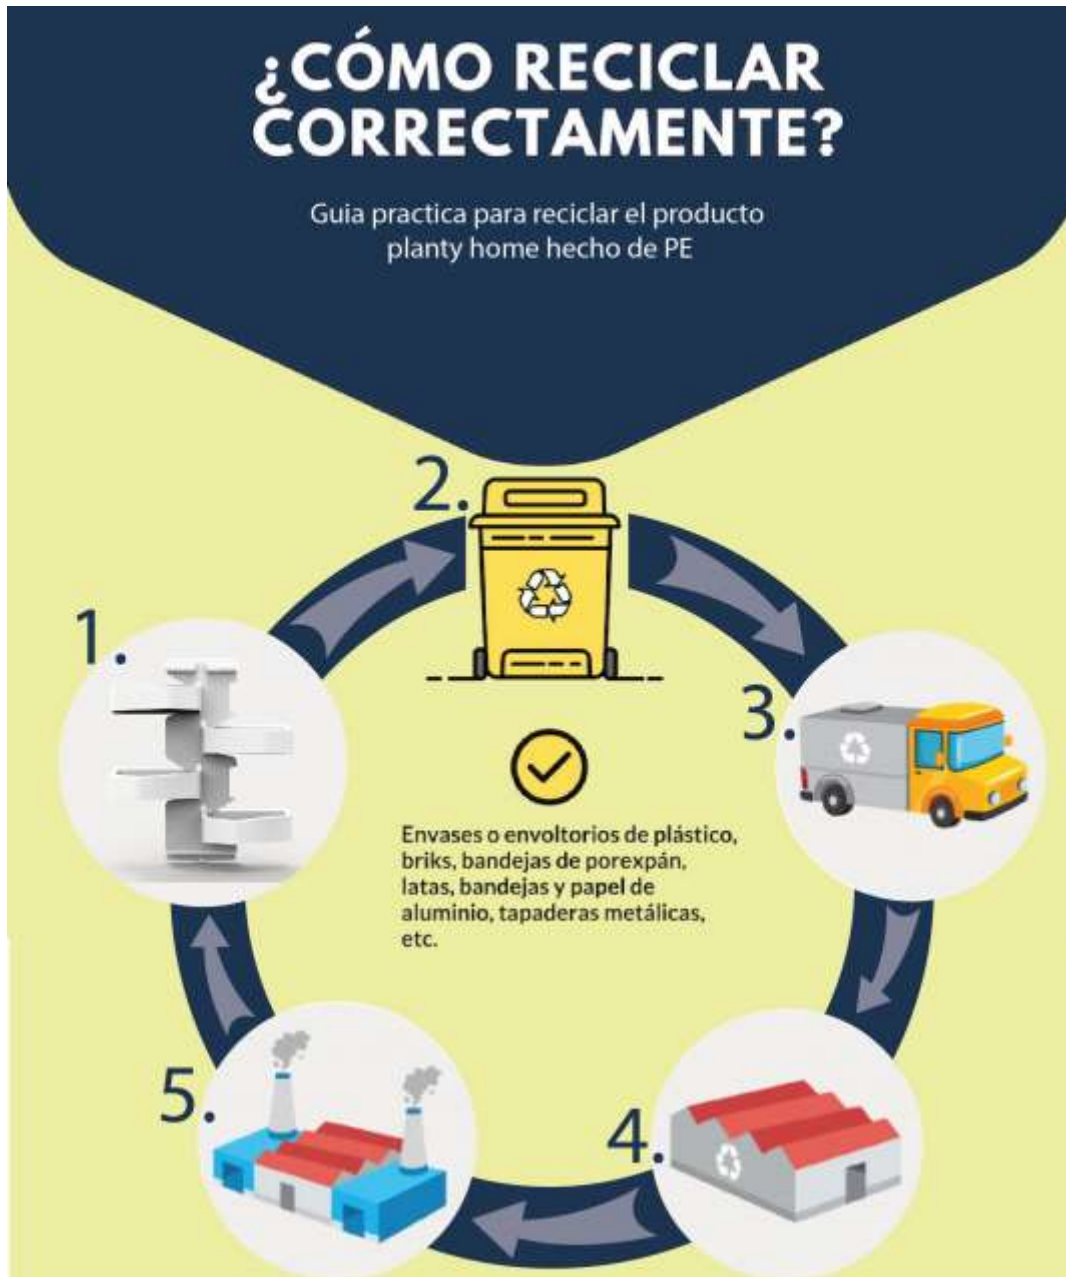 ¿CÓMO RECICLAR
CORRECTAMENTE?
Guia practica para reciclar el producto
planty home hecho de PE
2.
1.
3.
Envases o envoltorios de plástico,
briks, bandejas de porexpán,
latas, bandejas y papel de
aluminio, tapaderas metálicas,
etc.
5.
4.